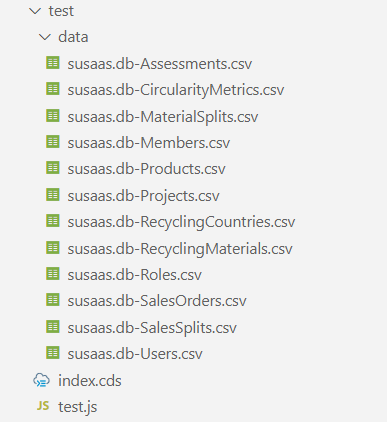 test
data
susaas.db-Assessments.csv
susaas.db-CircularityMetrics.csv
susaas.db-MaterialSplits.csv
susaas.db-Members.csv
susaas.db-Products.csv
susaas.db-Projects.csv
susaas.db-RecyclingCountries.csv
susaas.db-RecyclingMaterials.csv
susaas.db-Roles.csv
susaas.db-SalesOrders.csv
susaas.db-SalesSplits.csv
susaas.db-Users.csv
index.cds
JS test.js